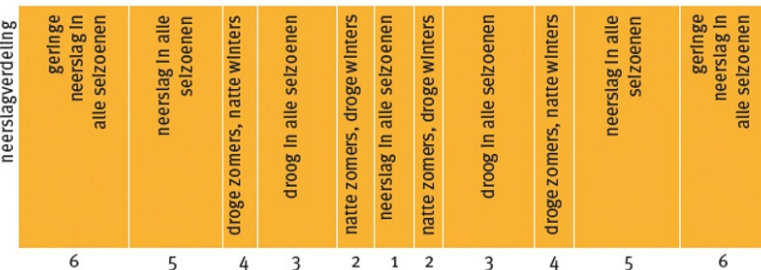 neerslagverdeling
geringe
neerslag in
alle seizoenen
neerslag in alle
seizoenen
droge zomers, natte winters
droog in alle seizoenen
natte zomers, droge winters
neerslag in alle seizoenen
natte zomers, droge winters
droog in alle seizoenen
droge zomers, natte winters
neerslag in alle
seizoenen
geringe
neerslag in
alle seizoenen
6 5 4 3 2 1 2 3 4 5 6